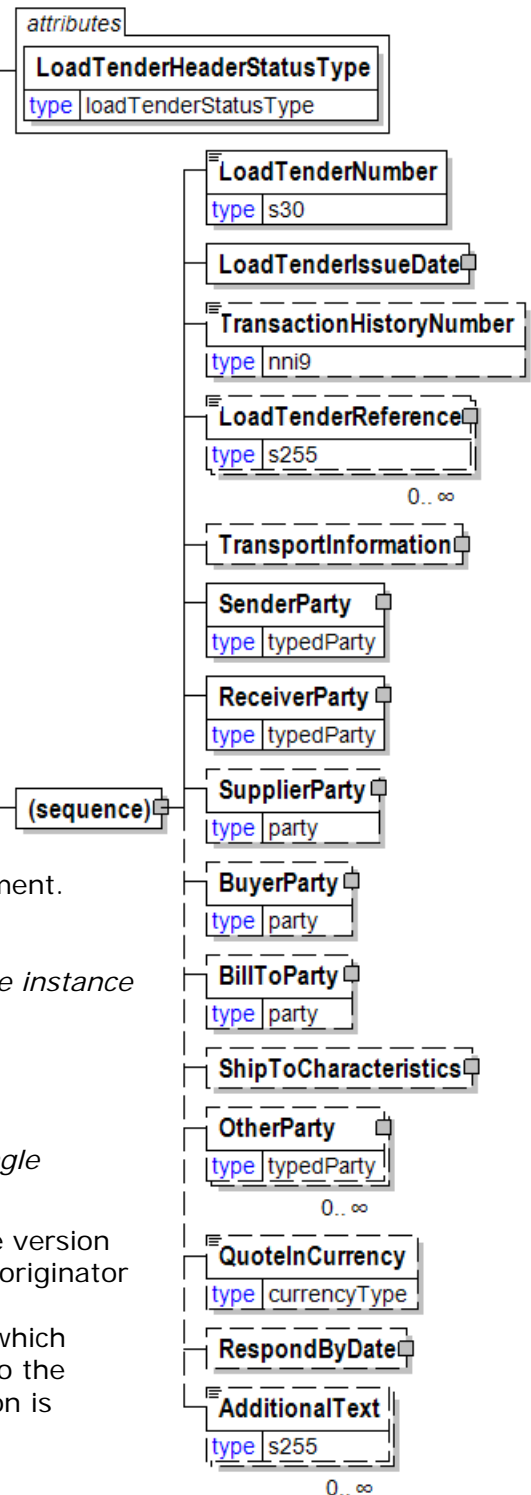 attributes
LoadTenderHeaderStatusType
type loadTenderStatusType
LoadTenderNumber
type s30
LoadTenderIssueDate
TransactionHistoryNumber
type nni9
LoadTenderReference
type s255
0.. ∞
TransportInformation
SenderParty
type typedParty
ReceiverParty
type typedParty
(sequence)
SupplierParty
type party
BuyerParty
type party
BillToParty
type party
ShipToCharacteristics
OtherParty
type typedParty
0.. ∞
QuoteInCurrency
type currencyType
RespondByDate
AdditionalText
type s255
0.. ∞
ment.
e instance
gle
e version
originator
which
o the
on is